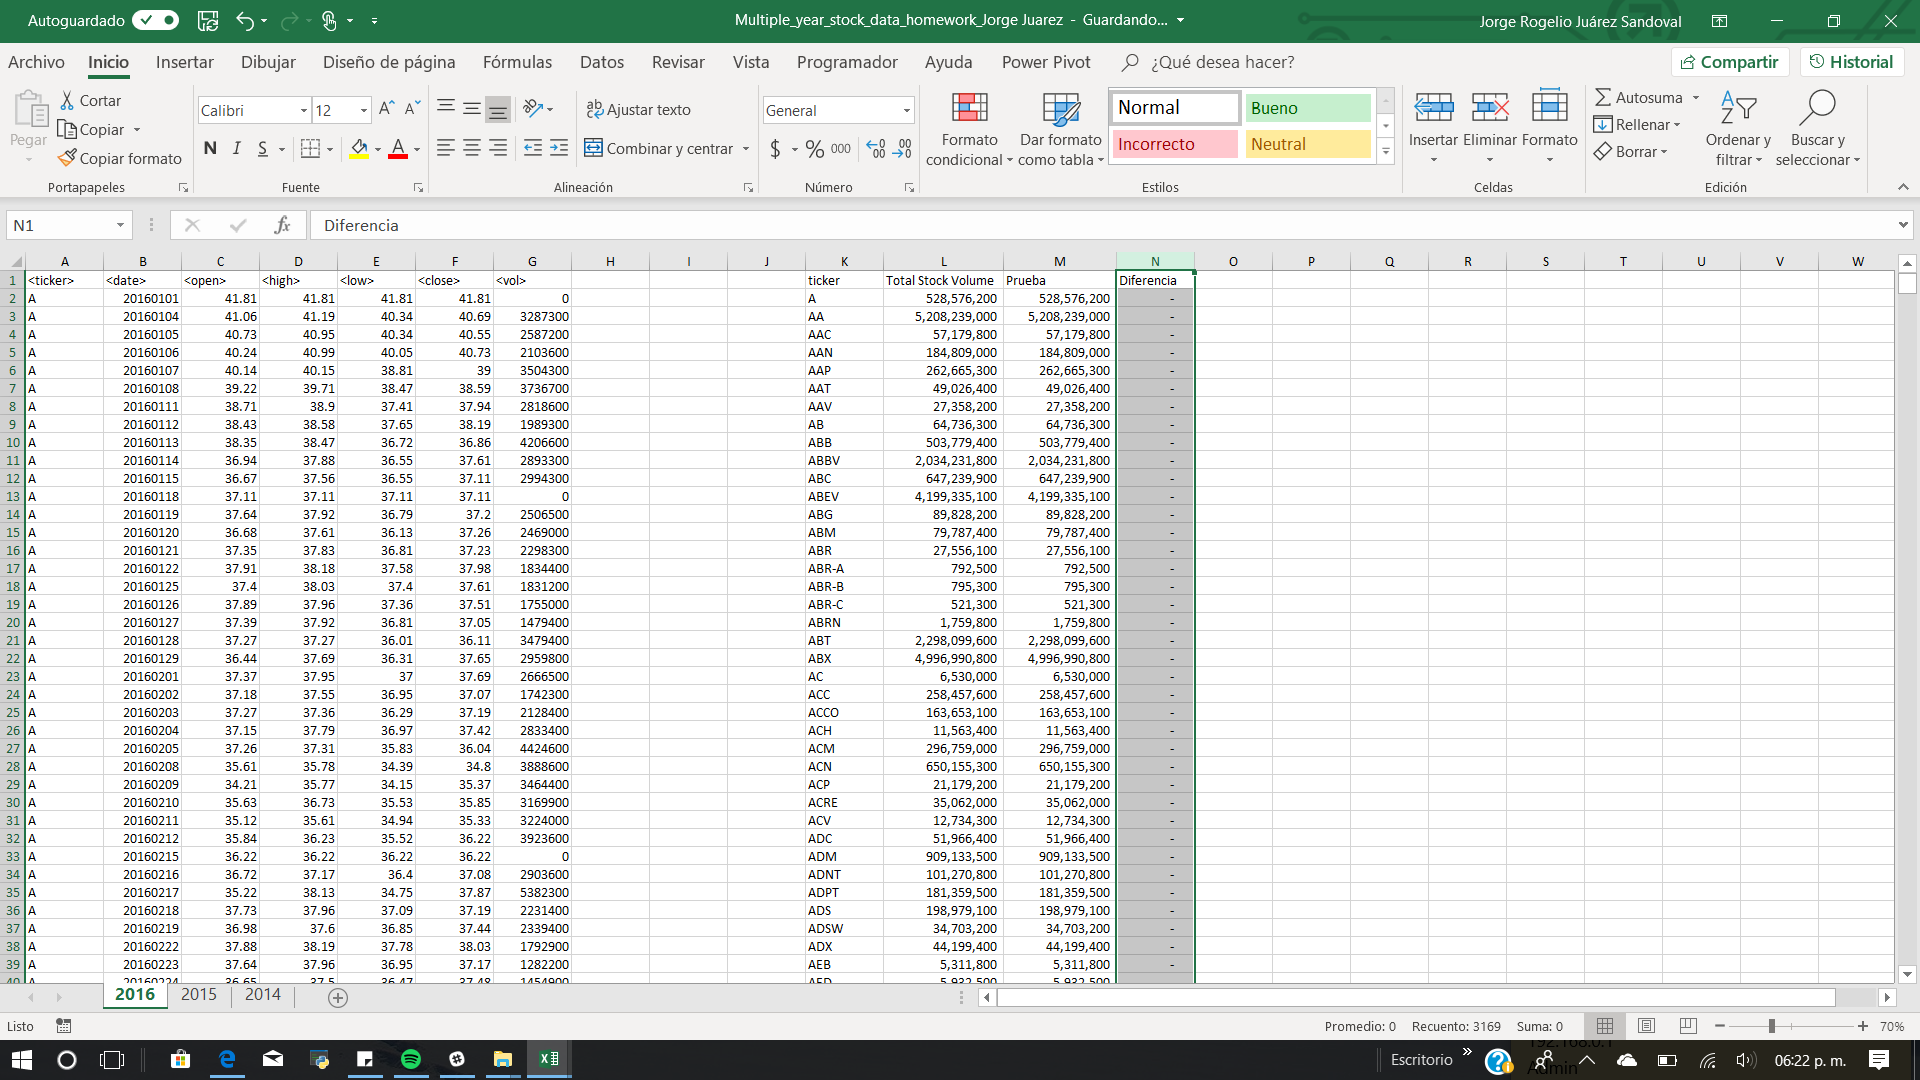 Autoguardado
Multiple_year_stock_data_homework_Jorge Juarez - Guardando...
Jorge Rogelio Juárez Sandoval
Archivo Inicio Insertar Dibujar Diseño de página Fórmulas Datos Revisar Vista Programador Ayuda Power Pivot ¿Qué desea hacer? Compartir Historial
Pegar
Cortar
Copiar
Copiar formato
Portapapeles
Calibri 12
N I S
Fuente
Ajustar texto
Combinar y centrar
Alineación
General
$ % 000
Número
Formato condicional
Dar formato como tabla
Normal Bueno
Incorrecto Neutral
Estilos
Insertar Eliminar Formato
Celdas
Autosuma
Rellenar
Borrar
Ordenar y filtrar
Buscar y seleccionar
Edición
N1 fx Diferencia
A B C D E F G H I J K L M N O P Q R S T U V W
1 <ticker> <date> <open> <high> <low> <close> <vol> ticker Total Stock Volume Prueba Diferencia
2 A 20160101 41.81 41.81 41.81 41.81 0 A 528,576,200 528,576,200 -
3 A 20160104 41.06 41.19 40.34 40.69 3287300 AA 5,208,239,000 5,208,239,000 -
4 A 20160105 40.73 40.95 40.34 40.55 2587200 AAC 57,179,800 57,179,800 -
5 A 20160106 40.24 40.99 40.05 40.73 2103600 AAN 184,809,000 184,809,000 -
6 A 20160107 40.14 40.15 38.81 39 3504300 AAP 262,665,300 262,665,300 -
7 A 20160108 39.22 39.71 38.47 38.59 3736700 AAT 49,026,400 49,026,400 -
8 A 20160111 38.71 38.9 37.41 37.94 2818600 AAV 27,358,200 27,358,200 -
9 A 20160112 38.43 38.58 37.65 38.19 1989300 AB 64,736,300 64,736,300 -
10 A 20160113 38.35 38.47 36.72 36.86 4206600 ABB 503,779,400 503,779,400 -
11 A 20160114 36.94 37.88 36.55 37.61 2893300 ABBV 2,034,231,800 2,034,231,800 -
12 A 20160115 36.67 37.56 36.55 37.11 2994300 ABC 647,239,900 647,239,900 -
13 A 20160118 37.11 37.11 37.11 37.11 0 ABEV 4,199,335,100 4,199,335,100 -
14 A 20160119 37.64 37.92 36.79 37.2 2506500 ABG 89,828,200 89,828,200 -
15 A 20160120 36.68 37.61 36.13 37.26 2469000 ABM 79,787,400 79,787,400 -
16 A 20160121 37.35 37.83 36.81 37.23 2298300 ABR 27,556,100 27,556,100 -
17 A 20160122 37.91 38.18 37.58 37.98 1834400 ABR-A 792,500 792,500 -
18 A 20160125 37.4 38.03 37.4 37.61 1831200 ABR-B 795,300 795,300 -
19 A 20160126 37.89 37.96 37.36 37.51 1755000 ABR-C 521,300 521,300 -
20 A 20160127 37.39 37.92 36.81 37.05 1479400 ABRN 1,759,800 1,759,800 -
21 A 20160128 37.27 37.27 36.01 36.11 3479400 ABT 2,298,099,600 2,298,099,600 -
22 A 20160129 36.44 37.69 36.31 37.65 2959800 ABX 4,996,990,800 4,996,990,800 -
23 A 20160201 37.37 37.95 37 37.69 2666500 AC 6,530,000 6,530,000 -
24 A 20160202 37.18 37.55 36.95 37.07 1742300 ACC 258,457,600 258,457,600 -
25 A 20160203 37.27 37.36 36.29 37.19 2128400 ACCO 163,653,100 163,653,100 -
26 A 20160204 37.15 37.79 36.97 37.42 2833400 ACH 11,563,400 11,563,400 -
27 A 20160205 37.26 37.31 35.83 36.04 4424600 ACM 296,759,000 296,759,000 -
28 A 20160208 35.61 35.78 34.39 34.8 3888600 ACN 650,155,300 650,155,300 -
29 A 20160209 34.21 35.77 34.15 35.37 3464400 ACP 21,179,200 21,179,200 -
30 A 20160210 35.63 36.73 35.53 35.85 3169900 ACRE 35,062,000 35,062,000 -
31 A 20160211 35.12 35.61 34.94 35.33 3224000 ACV 12,734,300 12,734,300 -
32 A 20160212 35.84 36.23 35.52 36.22 3923600 ADC 51,966,400 51,966,400 -
33 A 20160215 36.22 36.22 36.22 36.22 0 ADM 909,133,500 909,133,500 -
34 A 20160216 36.72 37.17 36.4 37.08 2903600 ADNT 101,270,800 101,270,800 -
35 A 20160217 35.22 38.13 34.75 37.87 5382300 ADPT 181,359,500 181,359,500 -
36 A 20160218 37.73 37.96 37.09 37.19 2231400 ADS 198,979,100 198,979,100 -
37 A 20160219 36.98 37.6 36.85 37.44 2339400 ADSW 34,703,200 34,703,200 -
38 A 20160222 37.88 38.19 37.78 38.03 1792900 ADX 44,199,400 44,199,400 -
39 A 20160223 37.64 37.96 36.95 37.17 1282200 AEB 5,311,800 5,311,800 -
40 A 20160224 36.65 37.5 36.47 37.48 1454900 AED 5,932,500 5,932,500
2016 2015 2014
Listo Promedio: 0 Recuento: 3169 Suma: 0 70%
Escritorio 06:22 p. m.
192.168.0.1
Admin